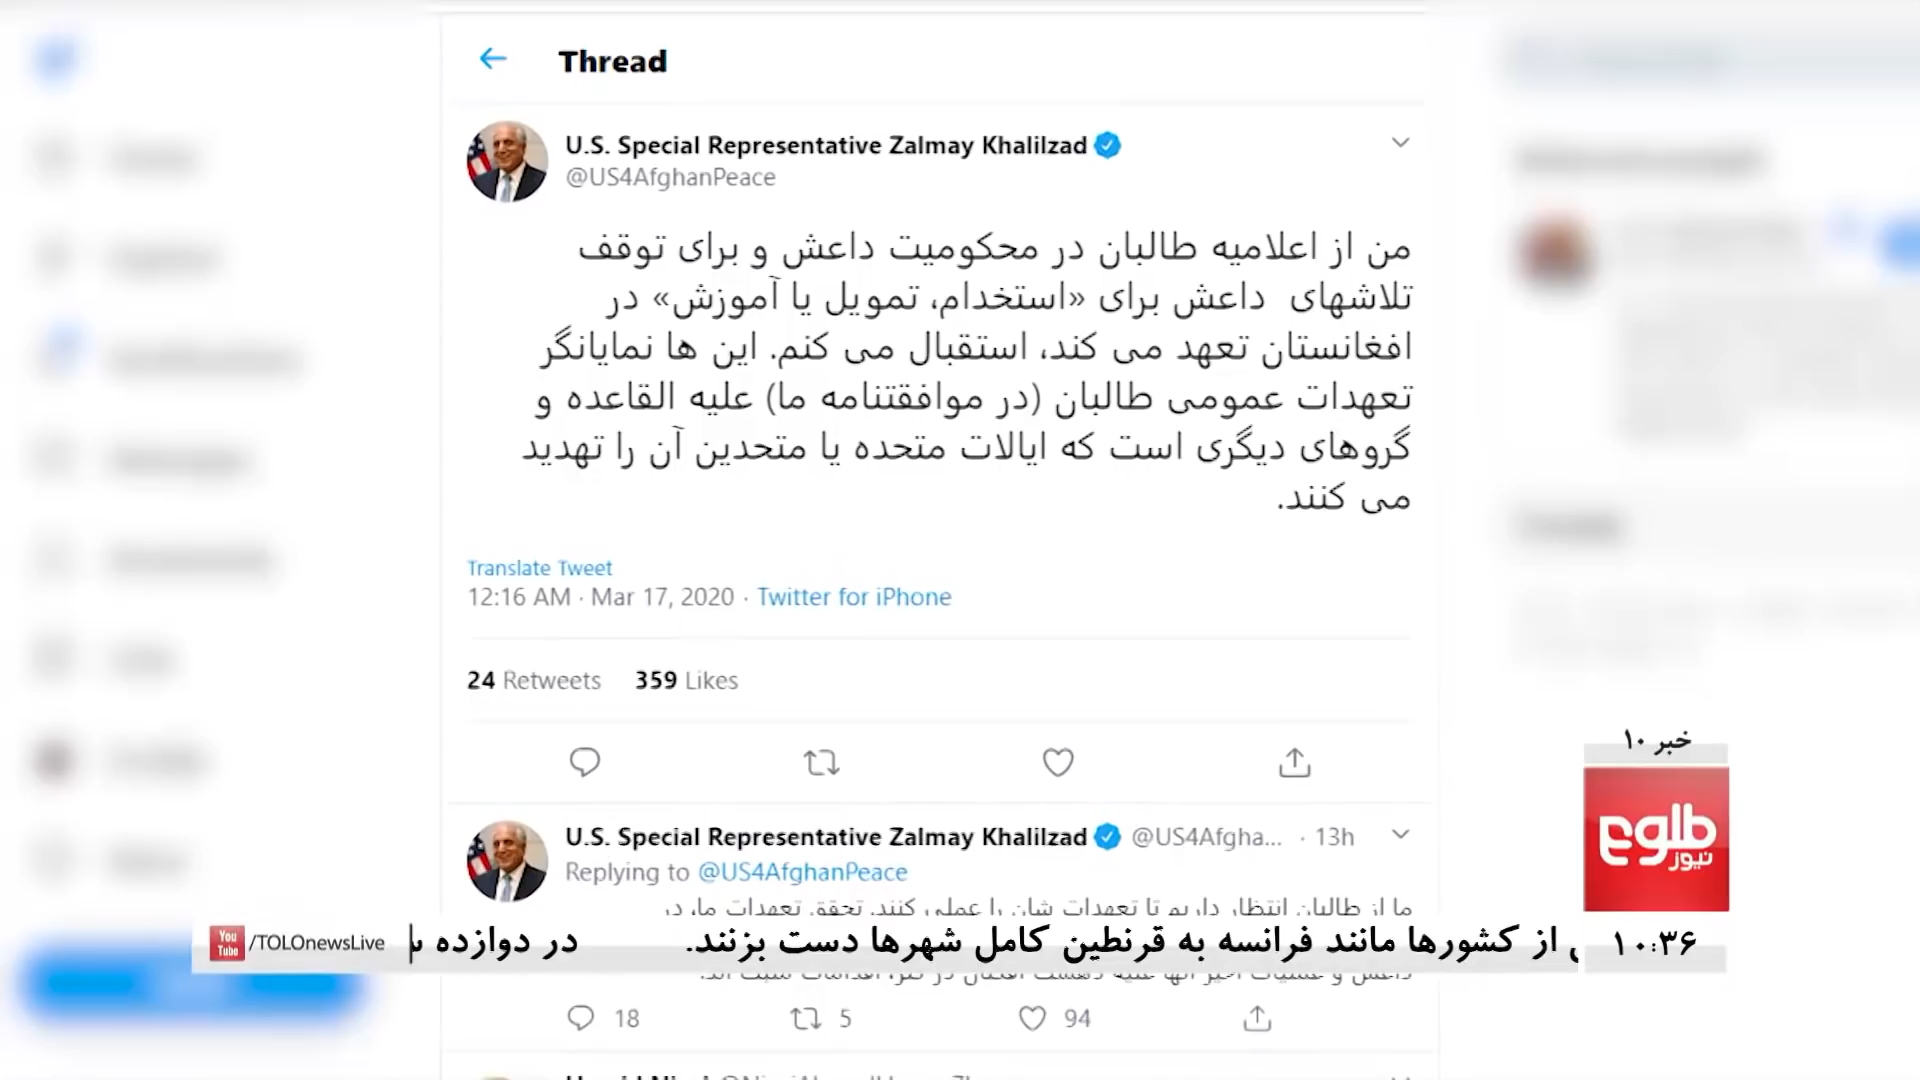 Thread
U.S. Special Representative Zalmay Khalilzad
@US4AfghanPeace
من از اعلامیه طالبان در محکومیت داعش و برای توقف
تلاشهای داعش برای «استخدام، تمویل یا آموزش» در
افغانستان تعهد می کند، استقبال می کنم. این ها نمایانگر
تعهدات عمومی طالبان (در موافقتنامه ما) علیه القاعده و
گروهای دیگری است که ایالات متحده یا متحدین آن را تهدید
می کنند.
Translate Tweet
12:16 AM · Mar 17, 2020 · Twitter for iPhone
24 Retweets 359 Likes
خبر ۱۰
طلوع
نیوز
U.S. Special Representative Zalmay Khalilzad @US4Afgha... · 13h
Replying to @US4AfghanPeace
ما از طالبان انتظار داریم تا تعهدات شان را عملی کنند. تحقق تعهدات ما، در
۱۰:۳۶
از کشورها مانند فرانسه به قرنطین کامل شهرها دست بزنند. در دوازده
You Tube /TOLOnewsLive
18 5 94